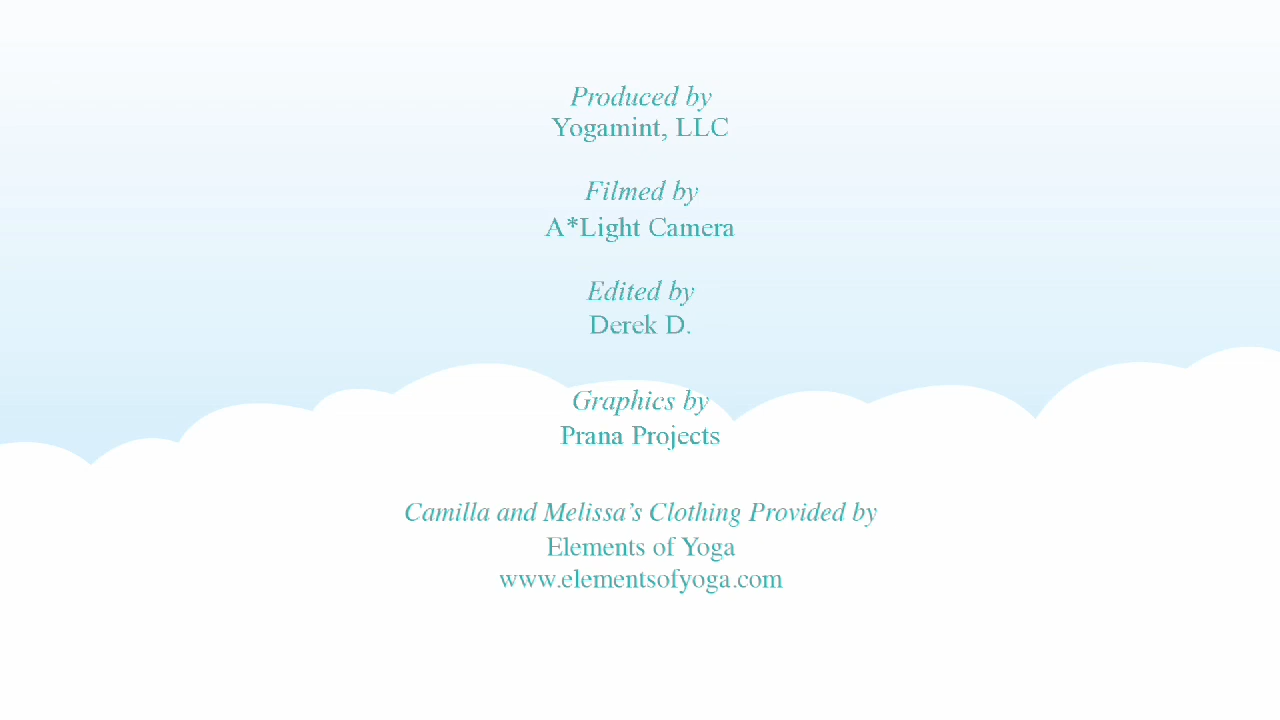 Produced by
Yogamint, LLC
Filmed by
A*Light Camera
Edited by
Derek D.
Graphics by
Prana Projects
Camilla and Melissa’s Clothing Provided by
Elements of Yoga
www.elementsofyoga.com